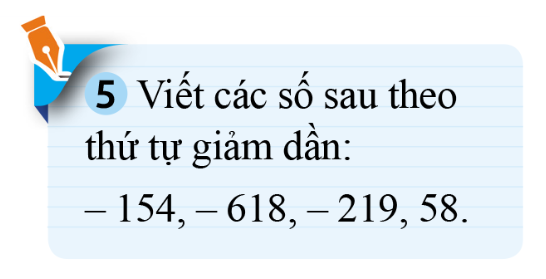 5 Viết các số sau theo
thứ tự giảm dần:
– 154, – 618, – 219, 58.